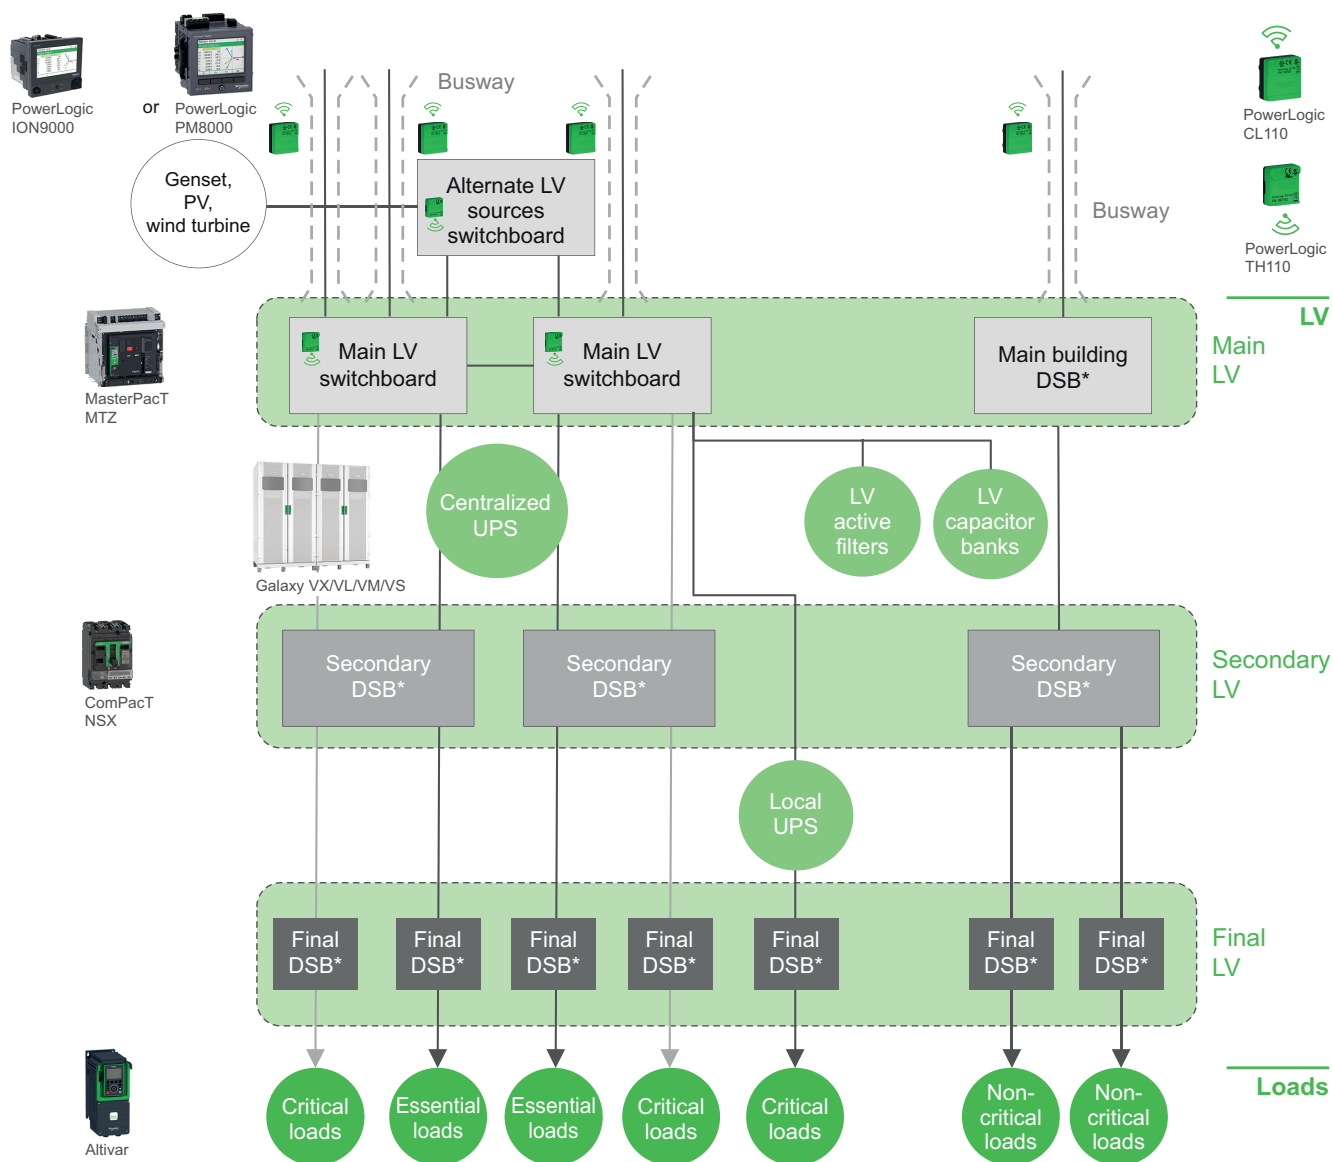 PowerLogic
ION9000
or
PowerLogic
PM8000
Busway
PowerLogic
CL110
Genset,
PV,
wind turbine
Alternate LV
sources
switchboard
Busway
PowerLogic
TH110
LV
MasterPacT
MTZ
Main LV
switchboard
Main LV
switchboard
Main building
DSB*
Main
LV
Centralized
UPS
LV
active
filters
LV
capacitor
banks
Galaxy VX/VL/VM/VS
ComPacT
NSX
Secondary
DSB*
Secondary
DSB*
Secondary
DSB*
Secondary
LV
Local
UPS
Final
DSB*
Final
DSB*
Final
DSB*
Final
DSB*
Final
DSB*
Final
DSB*
Final
DSB*
Final
LV
Altivar
Critical
loads
Essential
loads
Essential
loads
Critical
loads
Critical
loads
Non-
critical
loads
Non-
critical
loads
Loads